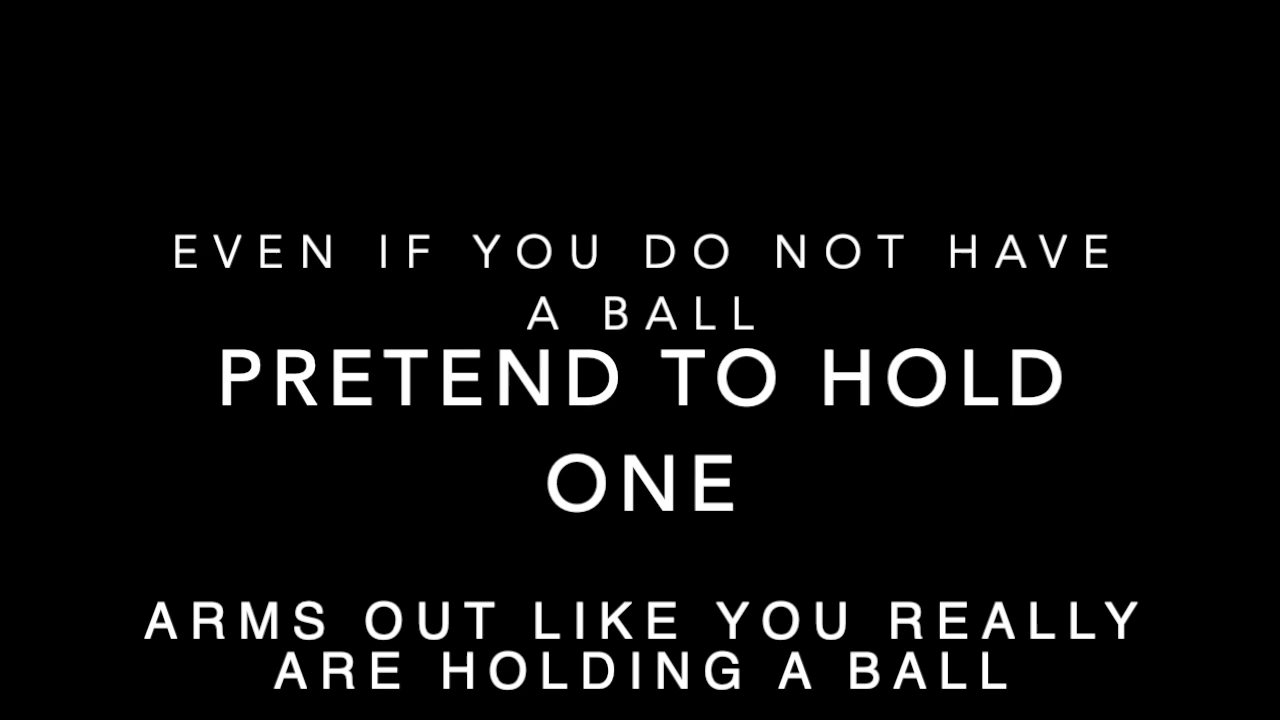 EVEN IF YOU DO NOT HAVE
A BALL
PRETEND TO HOLD
ONE
ARMS OUT LIKE YOU REALLY
ARE HOLDING A BALL